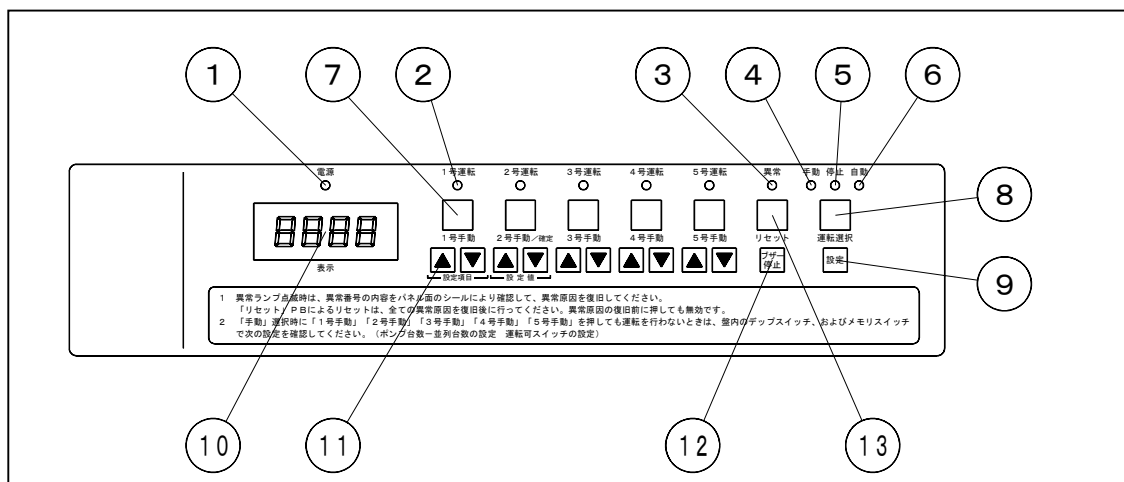 1 7 2 3 4 5 6
電源 1号運転 2号運転 3号運転 4号運転 5号運転 異常 手動 停止 自動
8
8888
1号手動 2号手動/確定 3号手動 4号手動 5号手動 リセット 運転選択
表示 ▲ ▼ ▲ ▼ ▲ ▼ ▲ ▼ ▲ ▼ ブザー 設定
停止
9
設定項目 設定値
1 異常ランプ点滅時は、異常番号の内容をパネル面のシールにより確認して、異常原因を復旧してください。
「リセット」PBによるリセットは、全ての異常原因を復旧後に行ってください。異常原因の復旧前に押しても無効です。
2 「手動」選択時に「1号手動」「2号手動」「3号手動」「4号手動」「5号手動」を押しても運転を行わないときは、盤内のデップスイッチ、およびメモリスイッチ
で次の設定を確認してください。(ポンプ台数－並列台数の設定 運転可スイッチの設定)
10 11 12 13